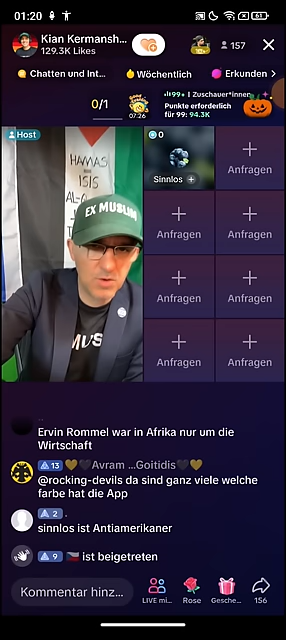 01:20
61
Kian Kermansh...
129.3K Likes
157
Chatten und Int...
Wöchentlich
Erkunden >
0/1
07:26
99+ | Zuschauer*innen
Punkte erforderlich
für 99: 94.3K
Host
0
HAMAS
=
ISIS
EX MUSLIM
MUS
Sinnlos +
Anfragen
Anfragen
Anfragen
Anfragen
Anfragen
Anfragen
Anfragen
Ervin Rommel war in Afrika nur um die
Wirtschaft
13 💛🖤Avram ...Goitidis🖤💛
@rocking-devils da sind ganz viele welche
farbe hat die App
2 .
sinnlos ist Antiamerikaner
9 🇨🇿 ist beigetreten
Kommentar hinz...
LIVE mi...
Rose
Gesche...
156